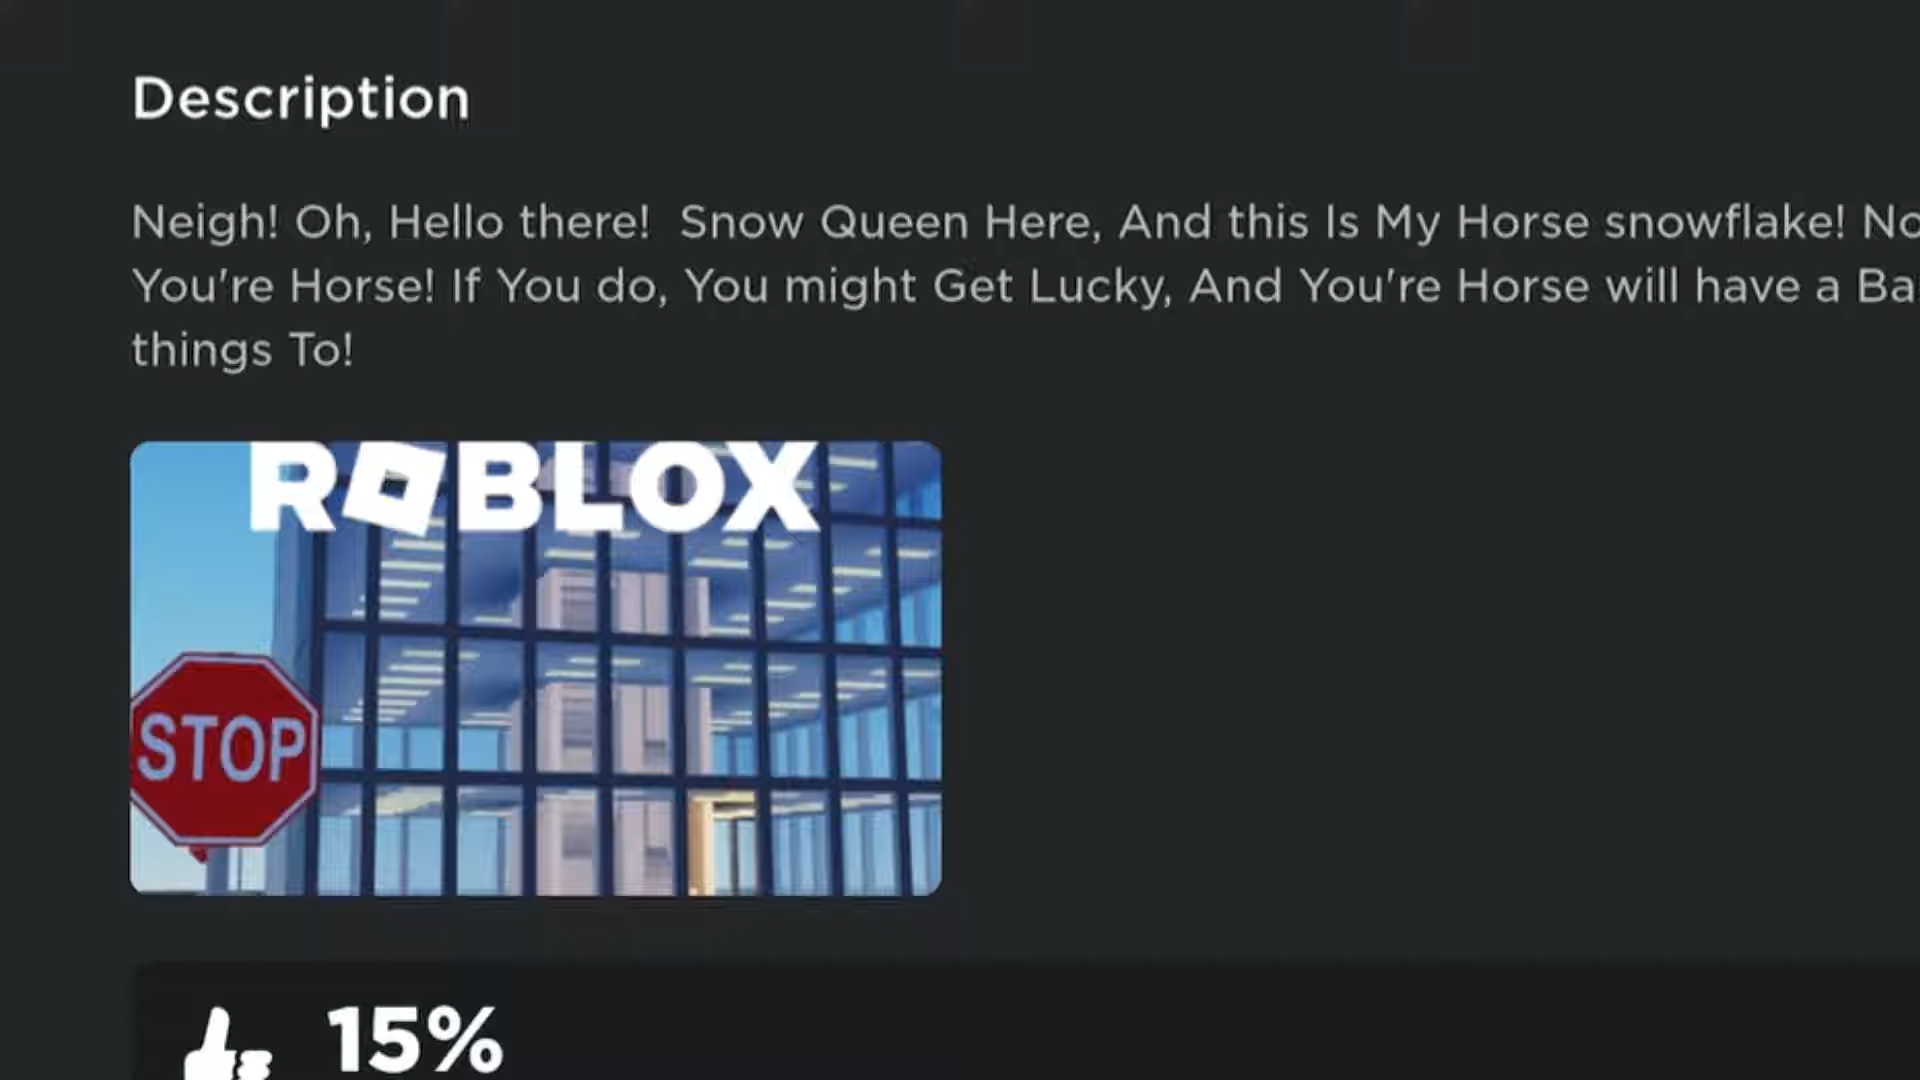 Description
Neigh! Oh, Hello there!  Snow Queen Here, And this Is My Horse snowflake!
You're Horse! If You do, You might Get Lucky, And You're Horse will have a
things To!
ROBLOX
STOP
15%